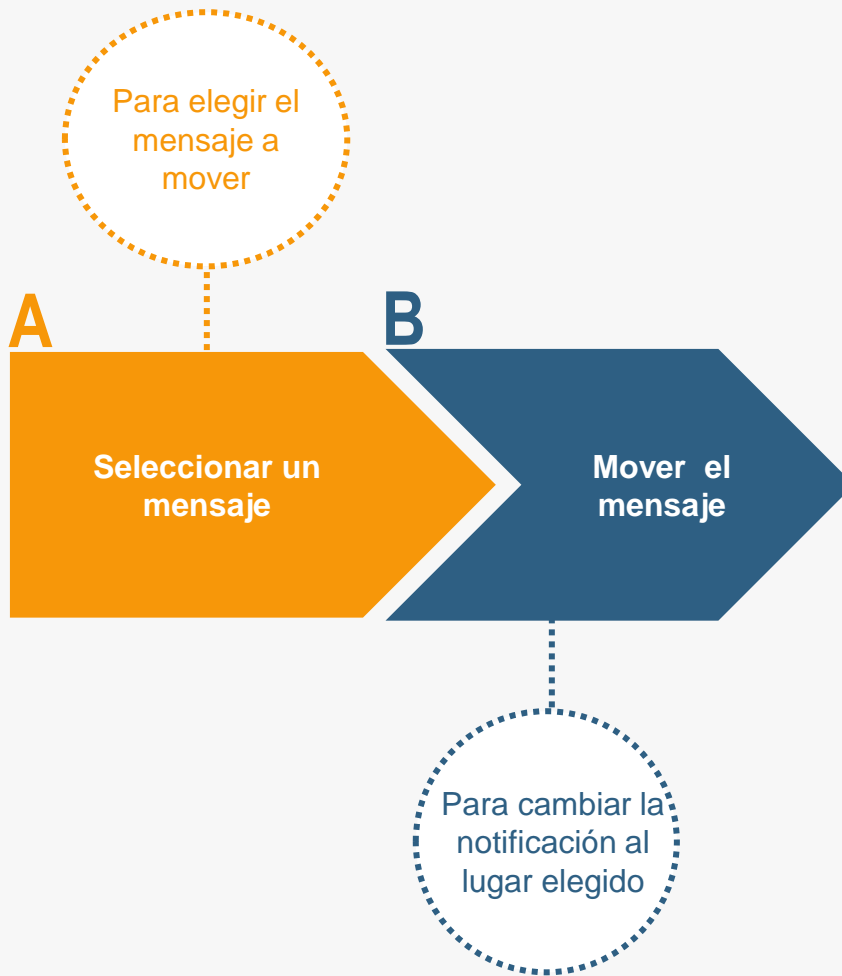 Para elegir el
mensaje a
mover
A
Seleccionar un
mensaje
B
Mover  el
mensaje
Para cambiar la
notificación al
lugar elegido